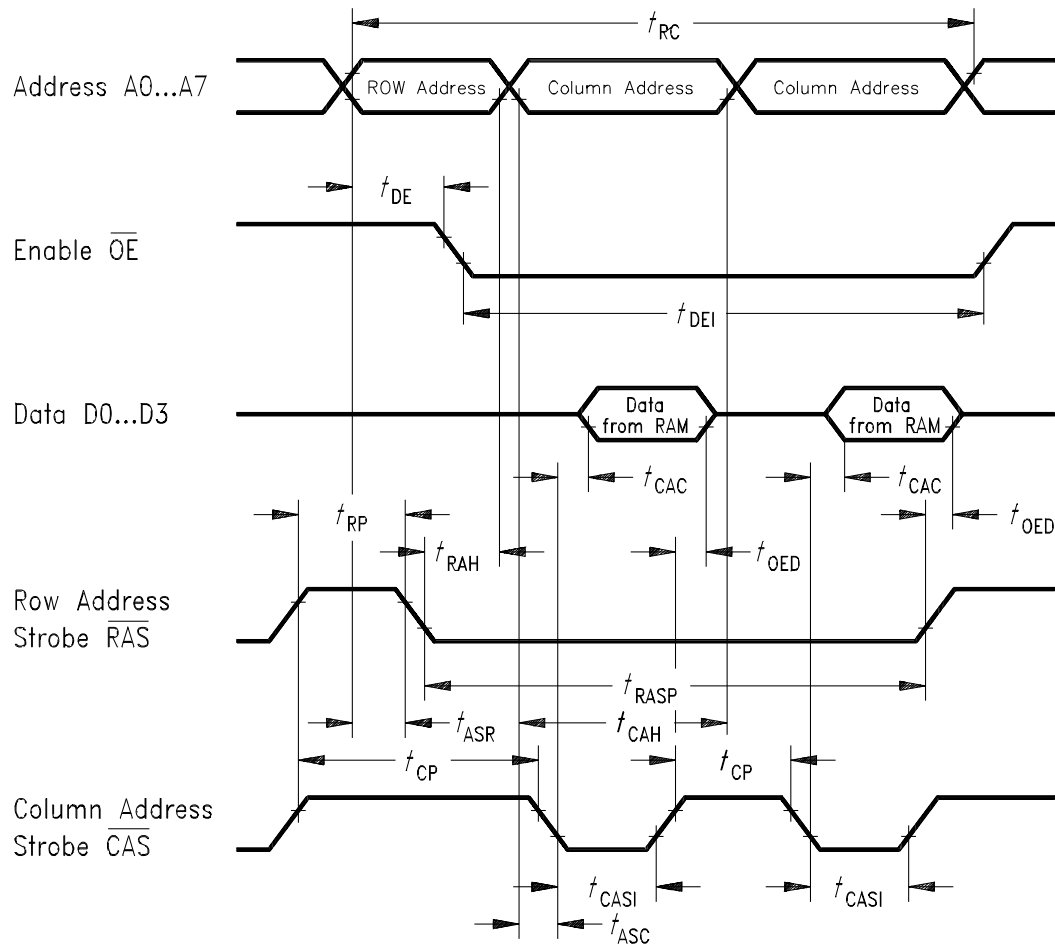 tRC
Address A0...A7
ROW Address
Column Address
Column Address
tDE
Enable OE
tDEI
Data D0...D3
Data
from RAM
Data
from RAM
tCAC
tCAC
tRP
tOED
tRAH
tOED
Row Address
Strobe RAS
tRASP
tASR
tCAH
tCP
tCP
Column Address
Strobe CAS
tCASI
tCASI
tASC